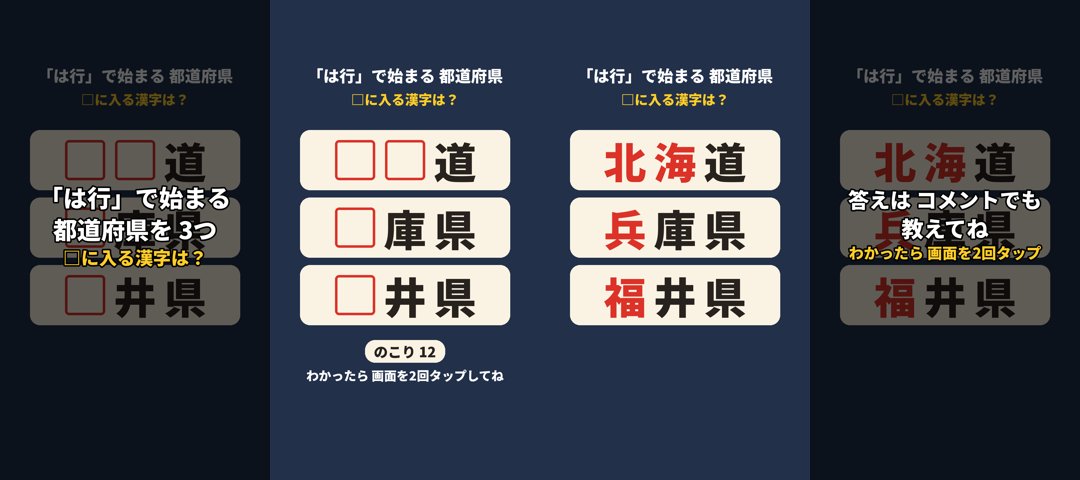 「は行」で始まる 都道府県
□に入る漢字は？
□□道
「は行」で始まる
都道府県を 3つ
□に入る漢字は？
□井県
「は行」で始まる 都道府県
□に入る漢字は？
□□道
□庫県
□井県
のこり 12
わかったら 画面を2回タップしてね
「は行」で始まる 都道府県
□に入る漢字は？
北海道
兵庫県
福井県
「は行」で始まる 都道府県
□に入る漢字は？
北海道
兵庫県
答えは コメントでも
教えてね
わかったら 画面を2回タップ
福井県